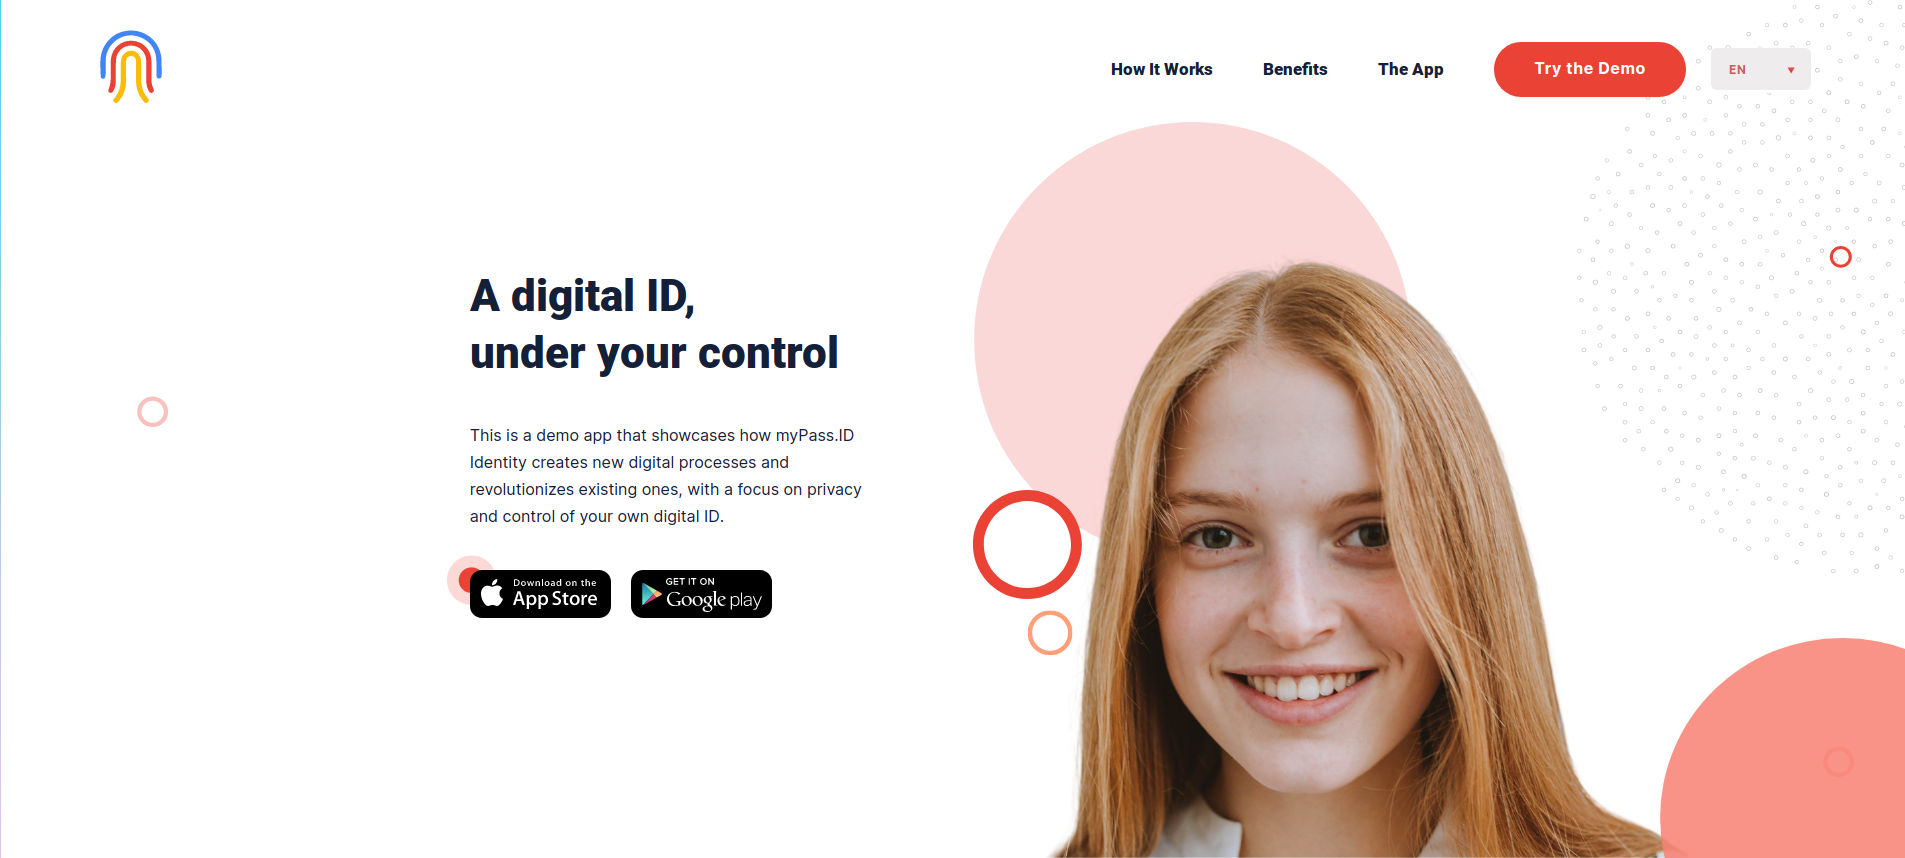 How It Works
Benefits
The App
Try the Demo
EN
A digital ID,
under your control
This is a demo app that showcases how myPass.ID
Identity creates new digital processes and
revolutionizes existing ones, with a focus on privacy
and control of your own digital ID.
Download on the
App Store
GET IT ON
Google play